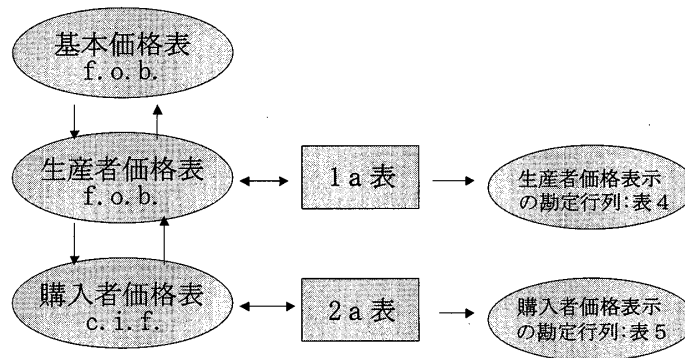 基本価格表
f.o.b.
生産者価格表
f.o.b.
1a表
生産者価格表示
の勘定行列:表4
購入者価格表
c.i.f.
2a表
購入者価格表示
の勘定行列:表5